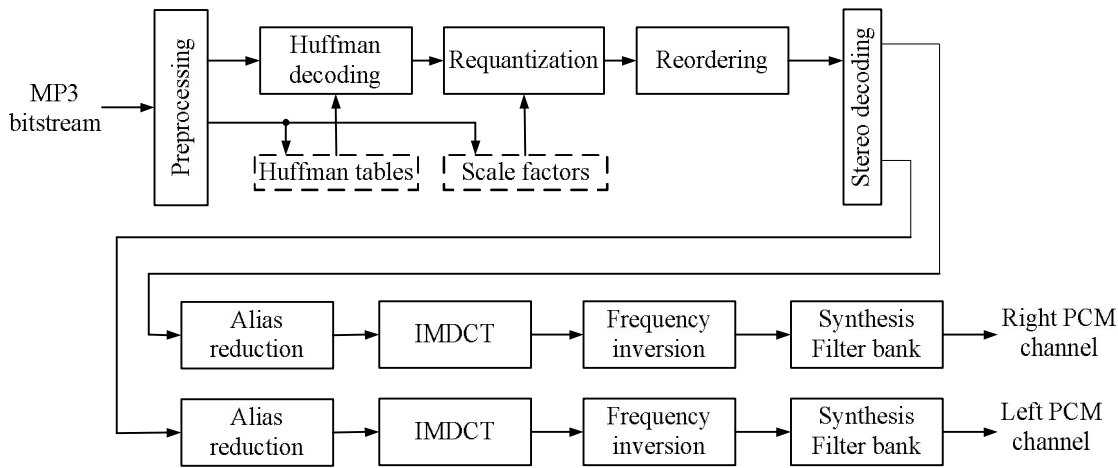 MP3
bitstream
Preprocessing
Huffman
decoding
Requantization
Reordering
Stereo decoding
Huffman tables
Scale factors
Alias
reduction
IMDCT
Frequency
inversion
Synthesis
Filter bank
Right PCM
channel
Alias
reduction
IMDCT
Frequency
inversion
Synthesis
Filter bank
Left PCM
channel